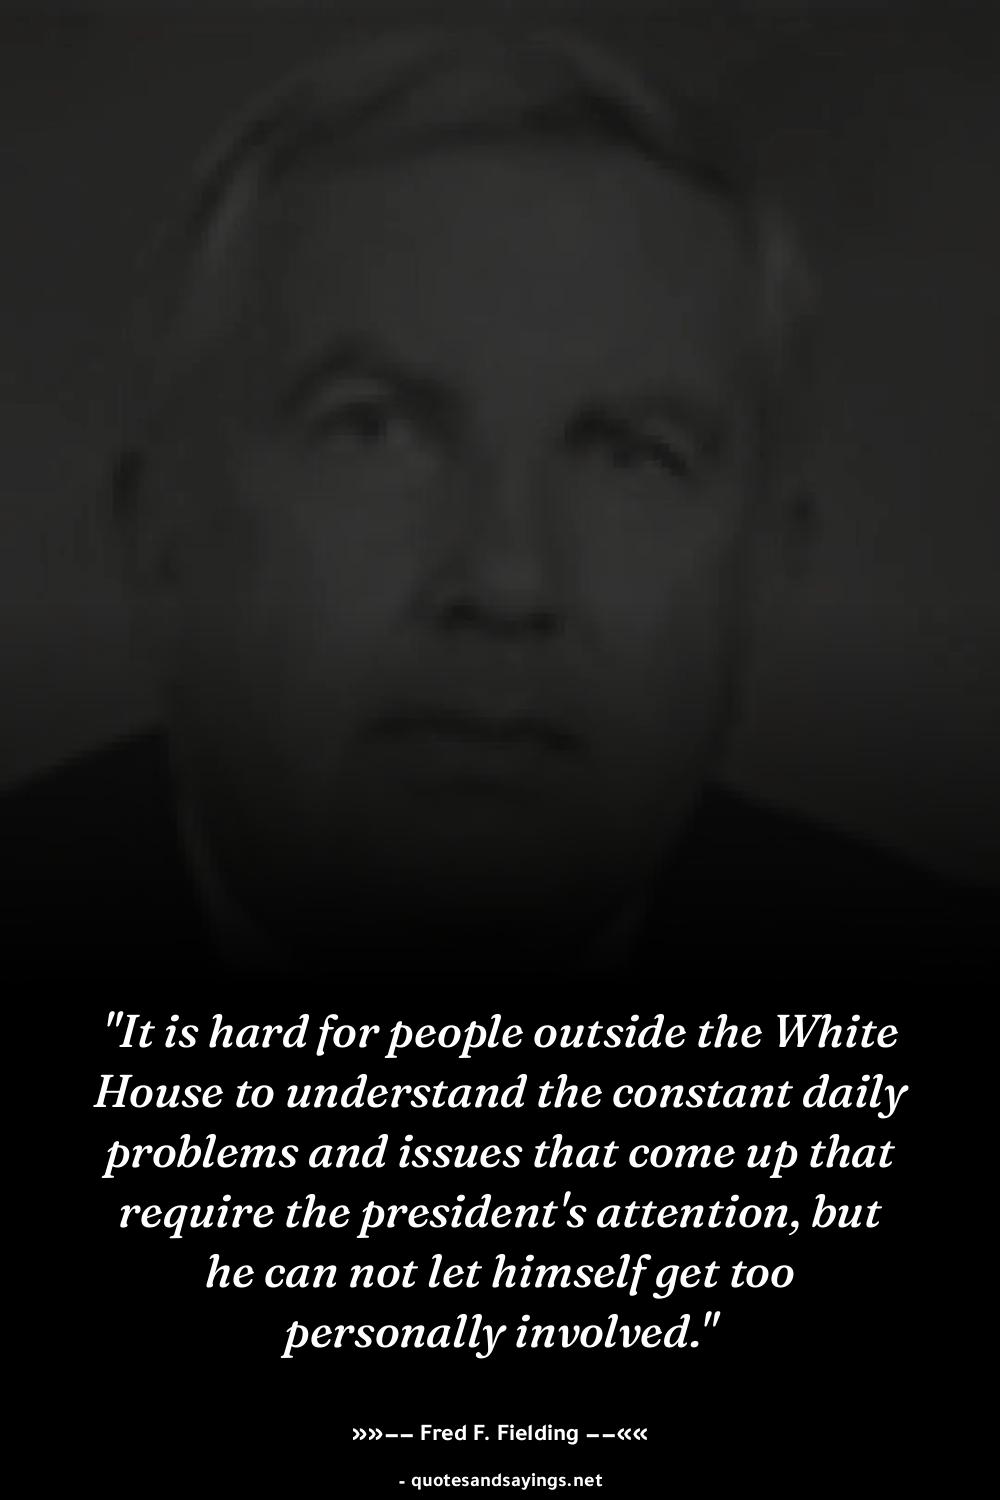 "It is hard for people outside the White
House to understand the constant daily
problems and issues that come up that
require the president's attention, but
he can not let himself get too
personally involved."
»»-- Fred F. Fielding --««
- quotesandsayings.net